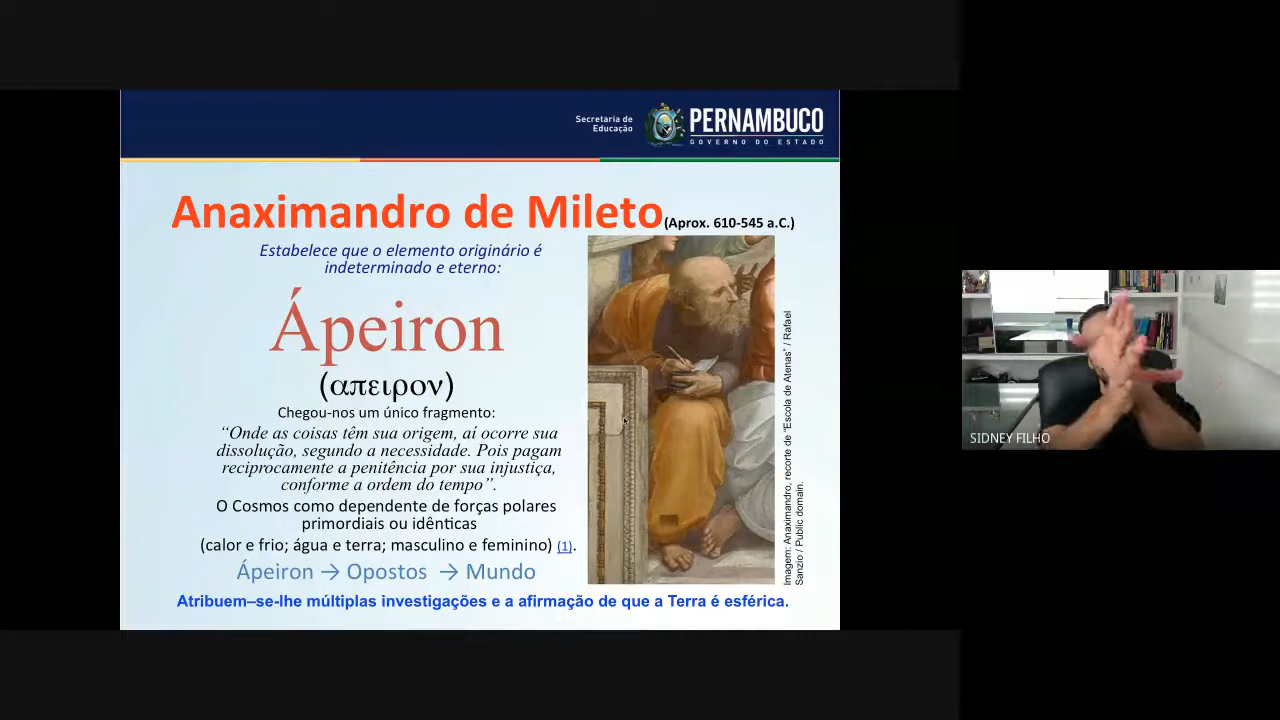 Secretaria de
Educação
PERNAMBUCO
GOVERNO DO ESTADO
Anaximandro de Mileto(Aprox. 610-545 a.C.)
Estabelece que o elemento originário é
indeterminado e eterno:
Ápeiron
(απειρον)
Chegou-nos um único fragmento:
“Onde as coisas têm sua origem, aí ocorre sua
dissolução, segundo a necessidade. Pois pagam
reciprocamente a penitência por sua injustiça,
conforme a ordem do tempo”.
O Cosmos como dependente de forças polares
primordiais ou idênticas
(calor e frio; água e terra; masculino e feminino) (1).
Ápeiron → Opostos → Mundo
Atribuem–se-lhe múltiplas investigações e a afirmação de que a Terra é esférica.
Imagem: Anaximandro, recorte de “Escola de Atenas” / Rafael
Sanzio / Public domain.
SIDNEY FILHO